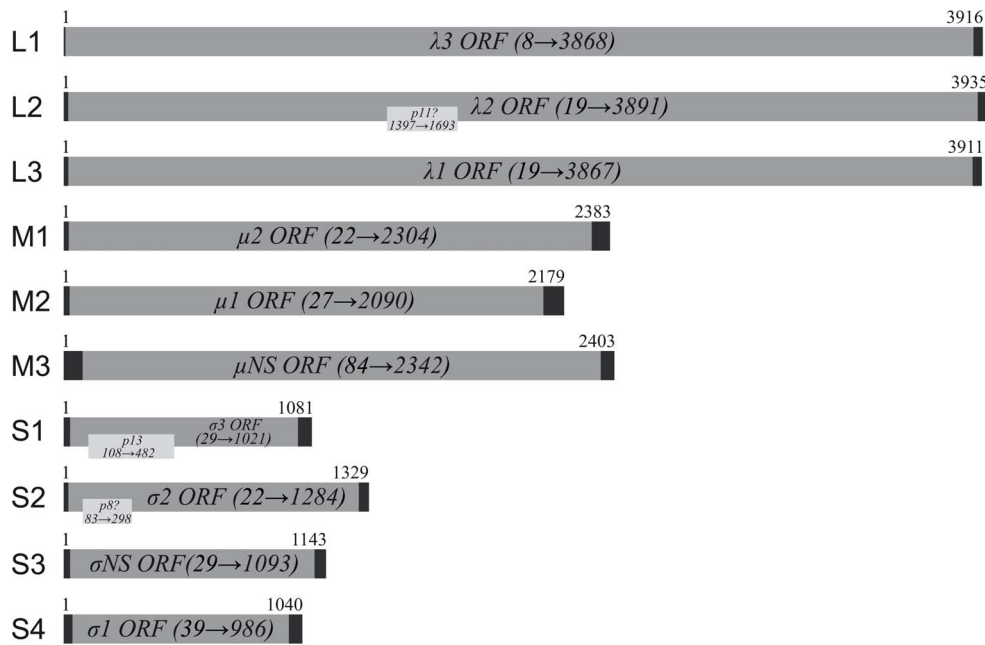 1 3916
L1 λ3 ORF (8→3868)
1 3935
L2 λ2 ORF (19→3891)
p11?
1397→1693
1 3911
L3 λ1 ORF (19→3867)
1 2383
M1 μ2 ORF (22→2304)
1 2179
M2 μ1 ORF (27→2090)
1 2403
M3 μNS ORF (84→2342)
1 1081
S1 σ3 ORF
(29→1021)
p13
108→482
1 1329
S2 σ2 ORF (22→1284)
p8?
83→298
1 1143
S3 σNS ORF(29→1093)
1 1040
S4 σ1 ORF (39→986)